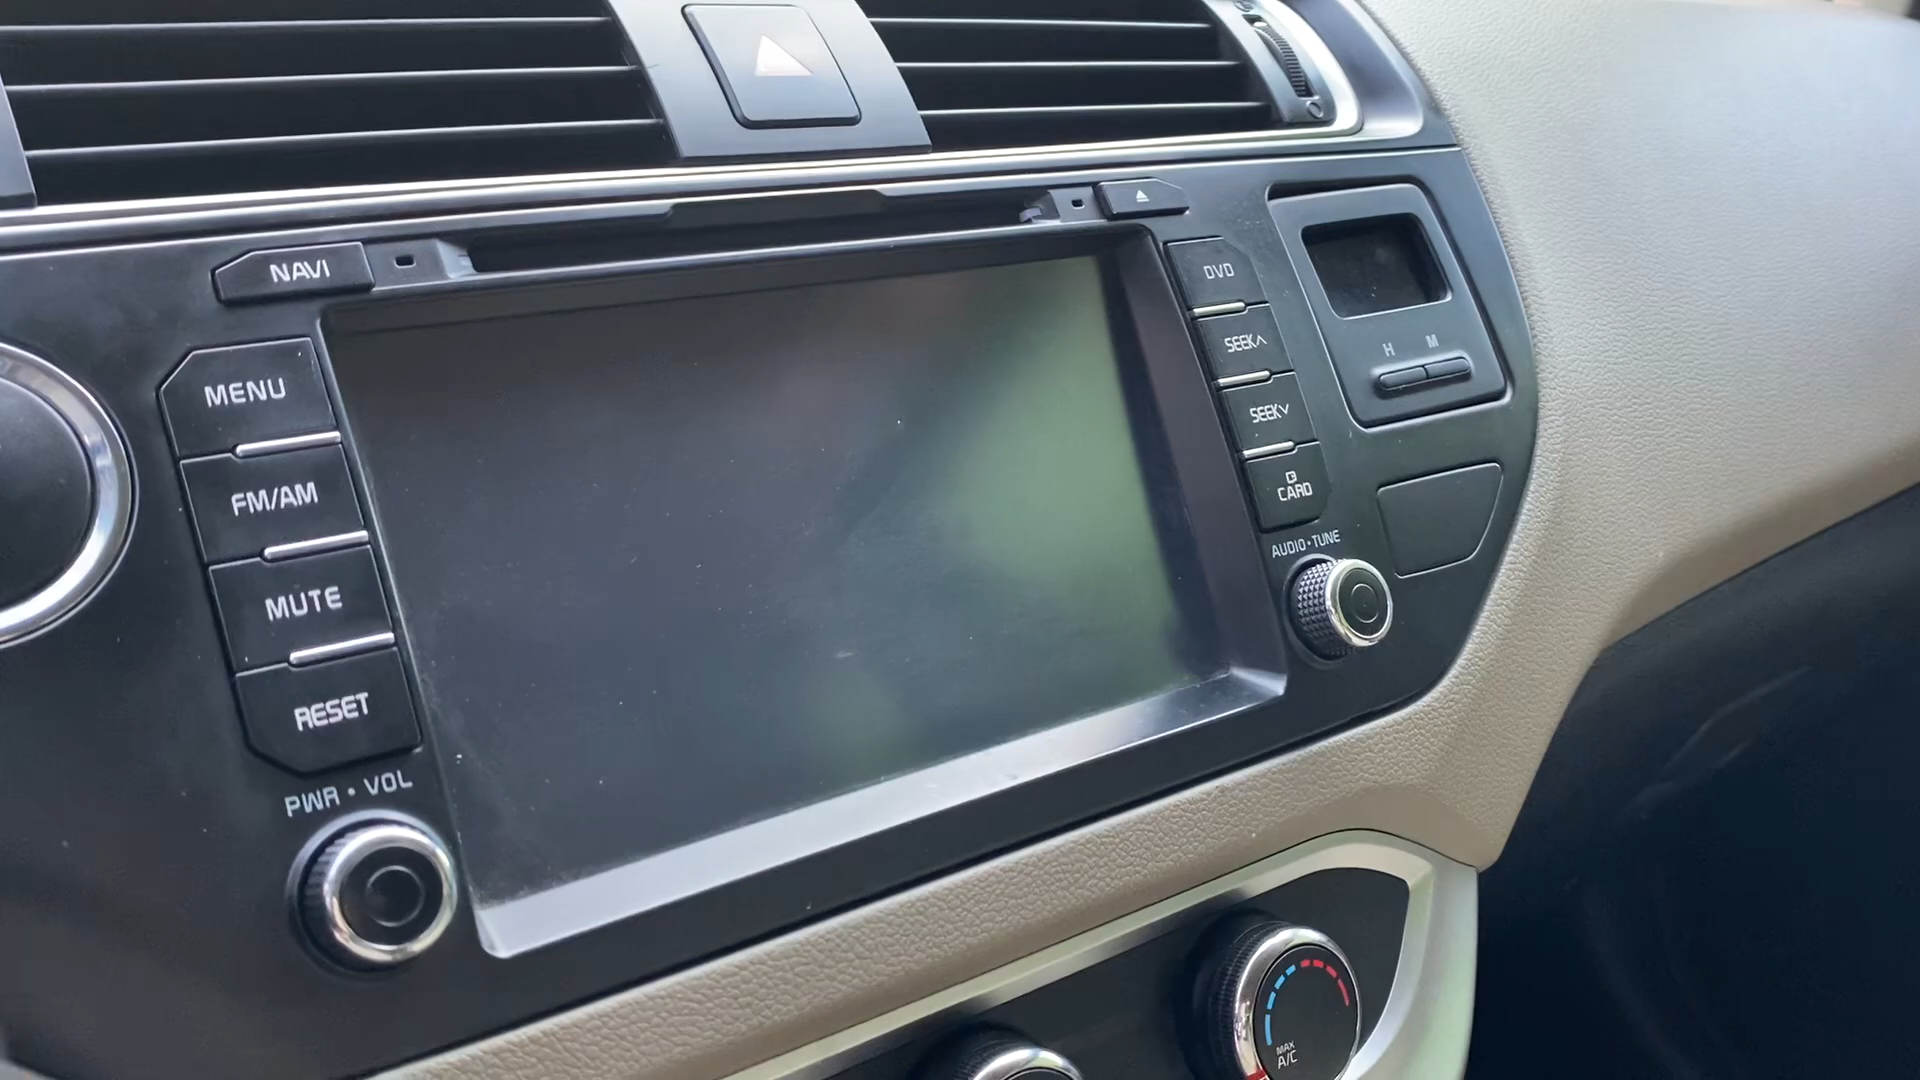 NAVI
MENU
FM/AM
MUTE
RESET
PWR • VOL
DVD
SEEK∧
SEEK∨
CARD
AUDIO • TUNE
H M
MAX
A/C